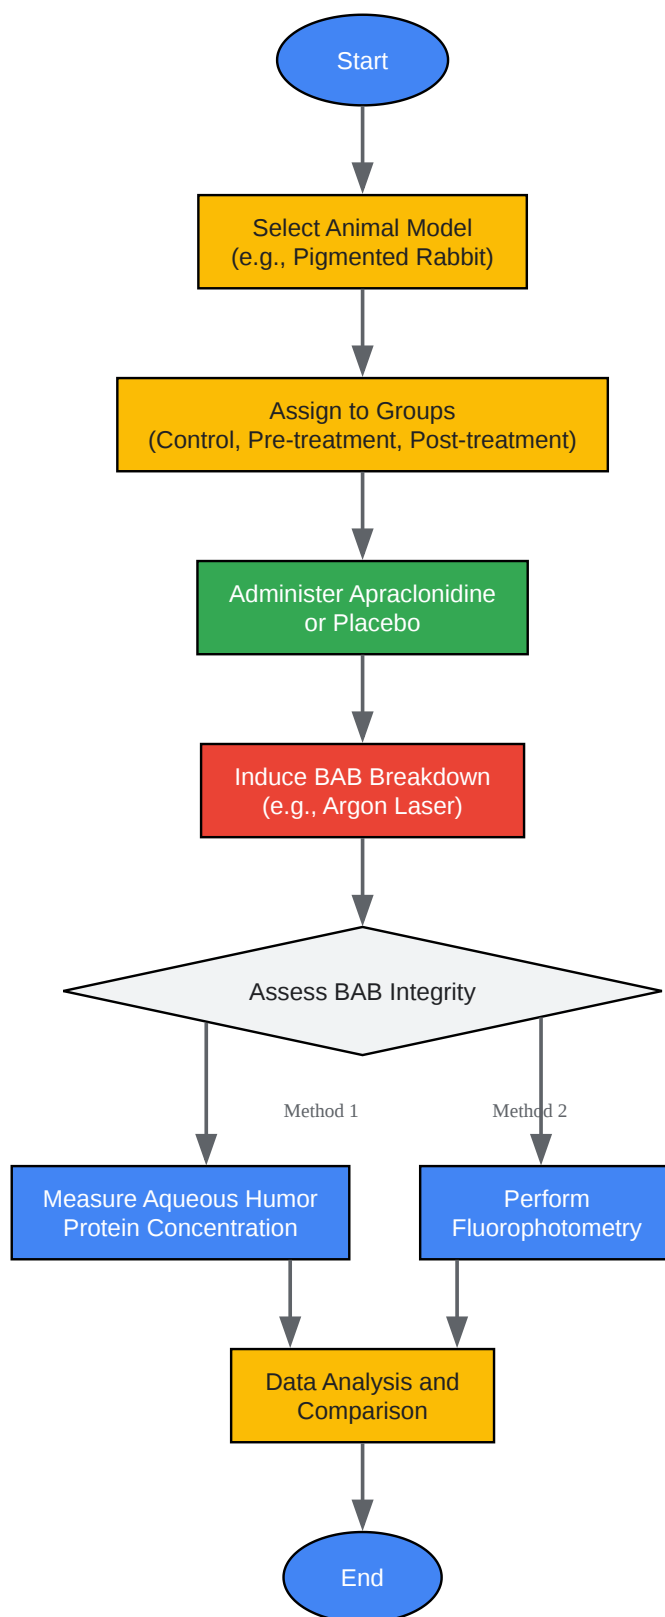 Start
Select Animal Model
(e.g., Pigmented Rabbit)
Assign to Groups
(Control, Pre-treatment, Post-treatment)
Administer Apraclonidine
or Placebo
Induce BAB Breakdown
(e.g., Argon Laser)
Assess BAB Integrity
Method 1
Method 2
Measure Aqueous Humor
Protein Concentration
Perform
Fluorophotometry
Data Analysis and
Comparison
End